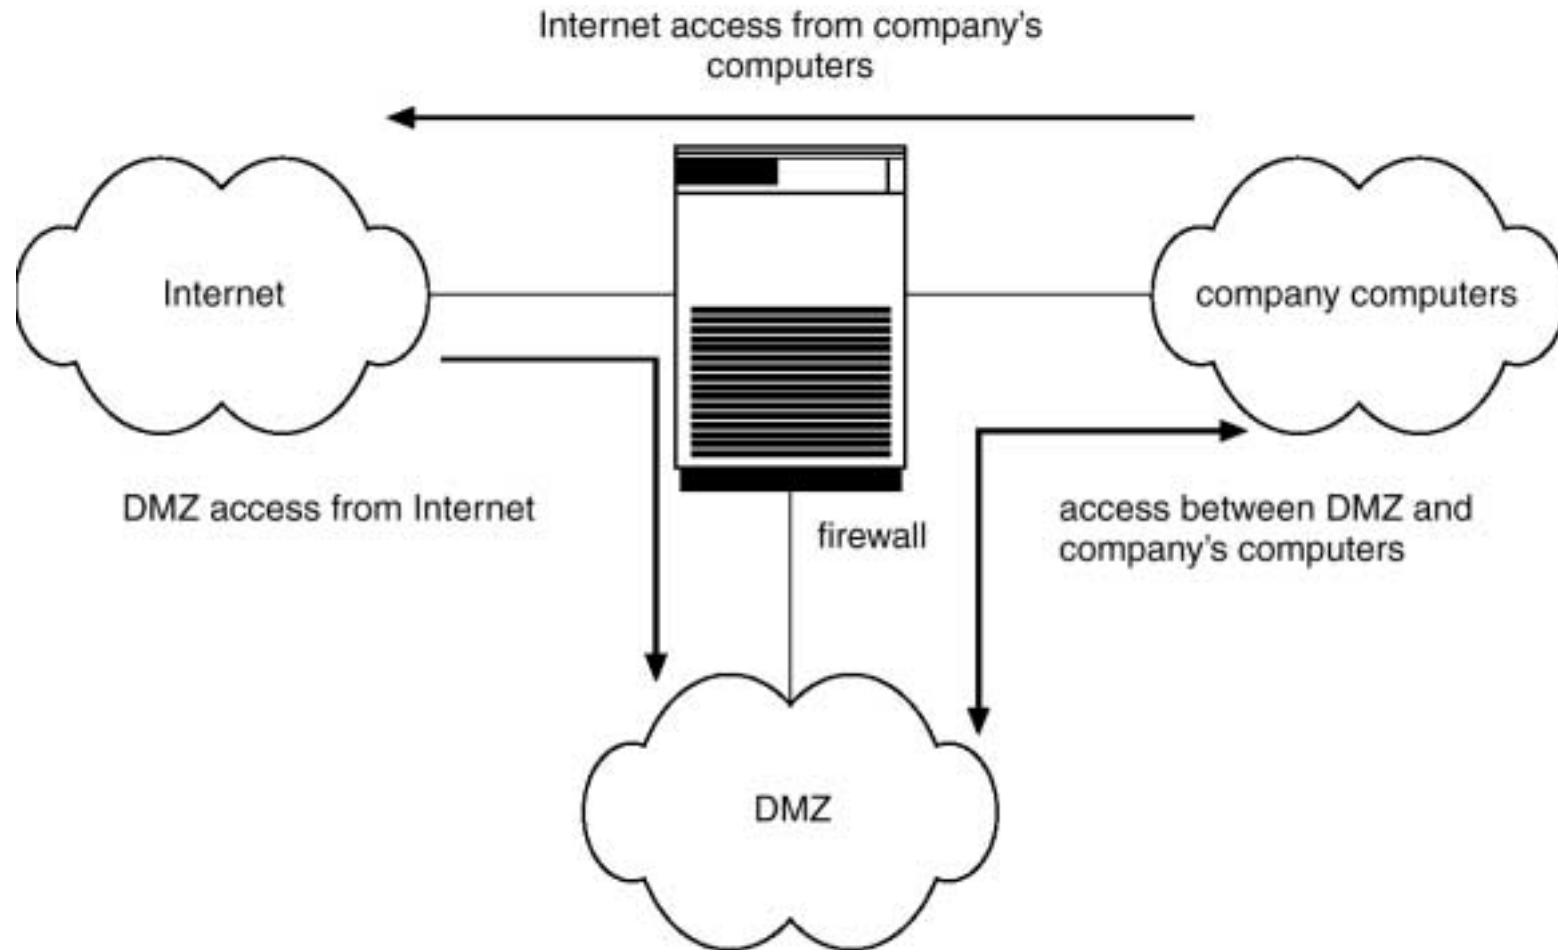 Internet access from company's
computers
Internet
company computers
DMZ access from Internet
firewall
access between DMZ and
company's computers
DMZ